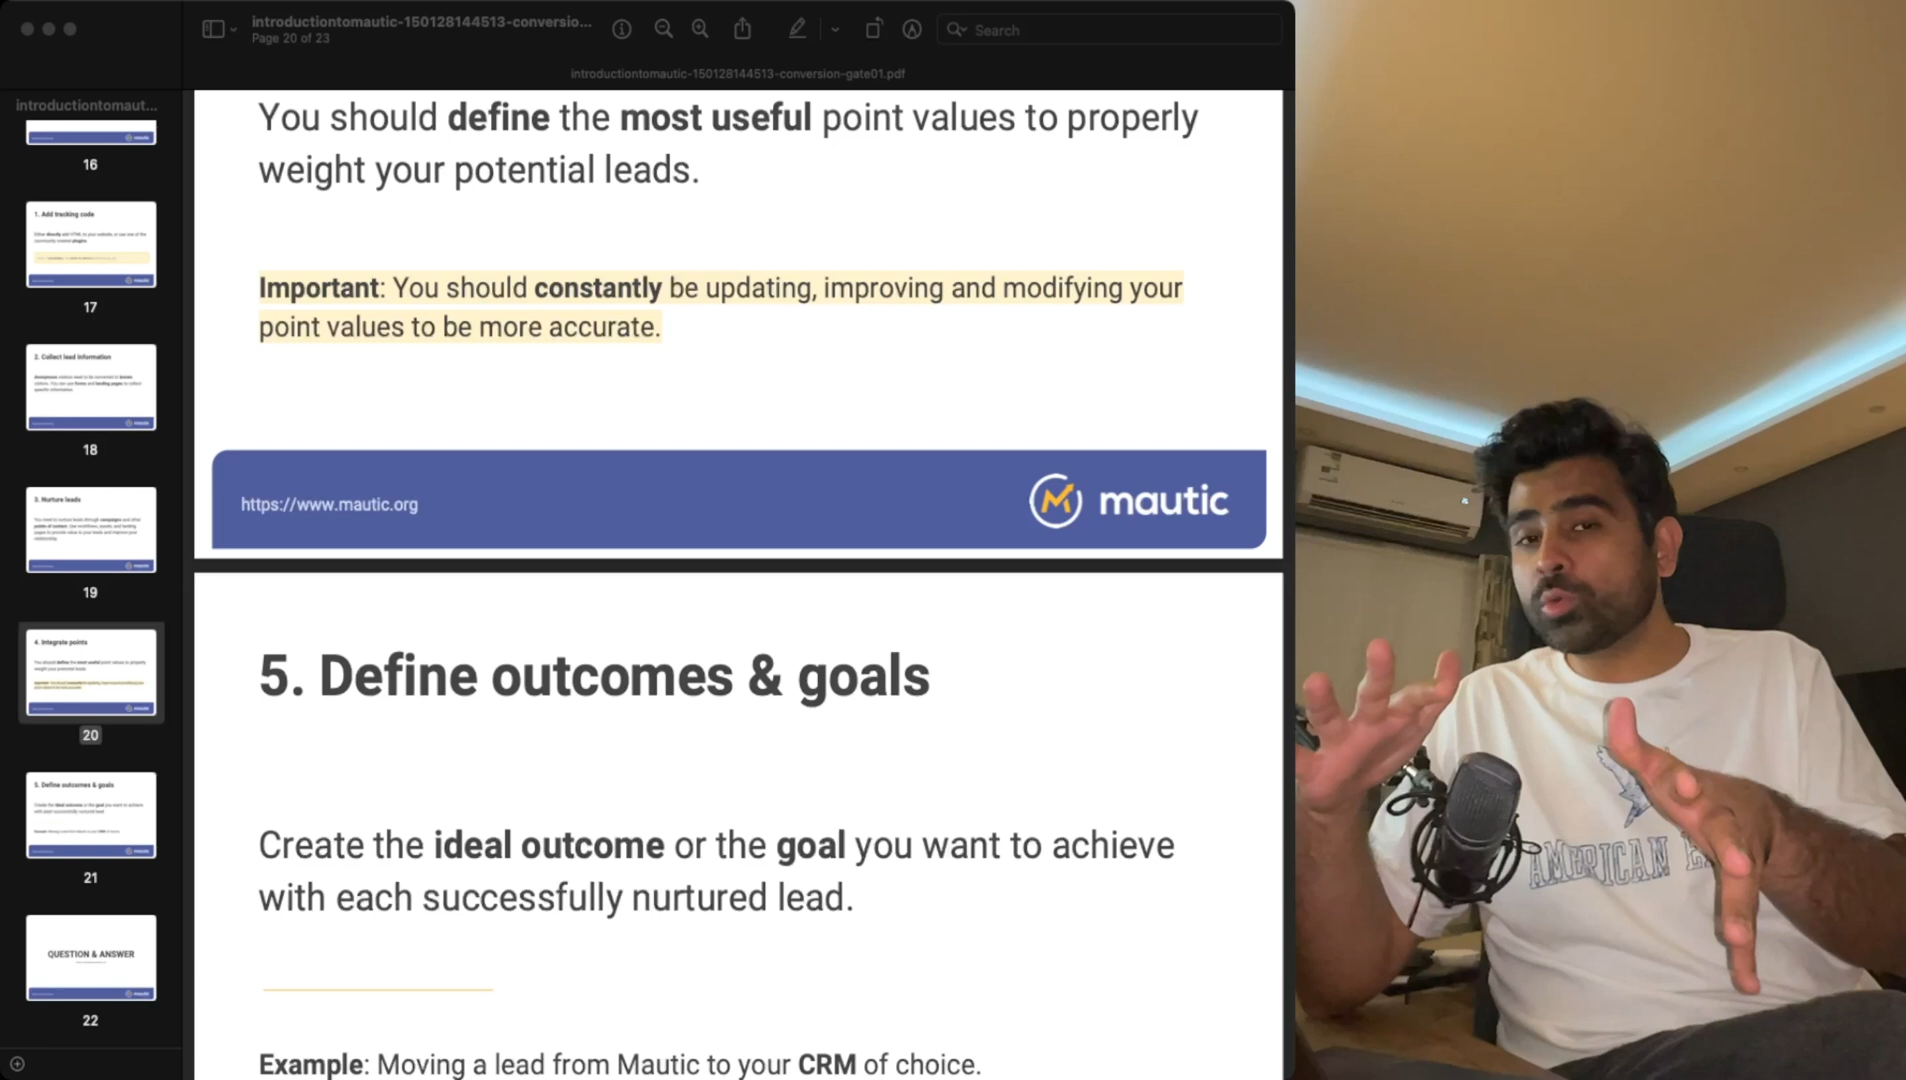 introductiontomautic-150128144513-conversio...
Page 20 of 23
Search
introductiontomautic-150128144513-conversion-gate01.pdf
introductiontomaut...
16
1. Add tracking code
17
2. Collect lead information
18
3. Nurture leads
19
4. Integrate points
20
5. Define outcomes & goals
21
QUESTION & ANSWER
22
You should define the most useful point values to properly
weight your potential leads.
Important: You should constantly be updating, improving and modifying your
point values to be more accurate.
https://www.mautic.org
mautic
5. Define outcomes & goals
Create the ideal outcome or the goal you want to achieve
with each successfully nurtured lead.
Example: Moving a lead from Mautic to your CRM of choice.
AMERICAN